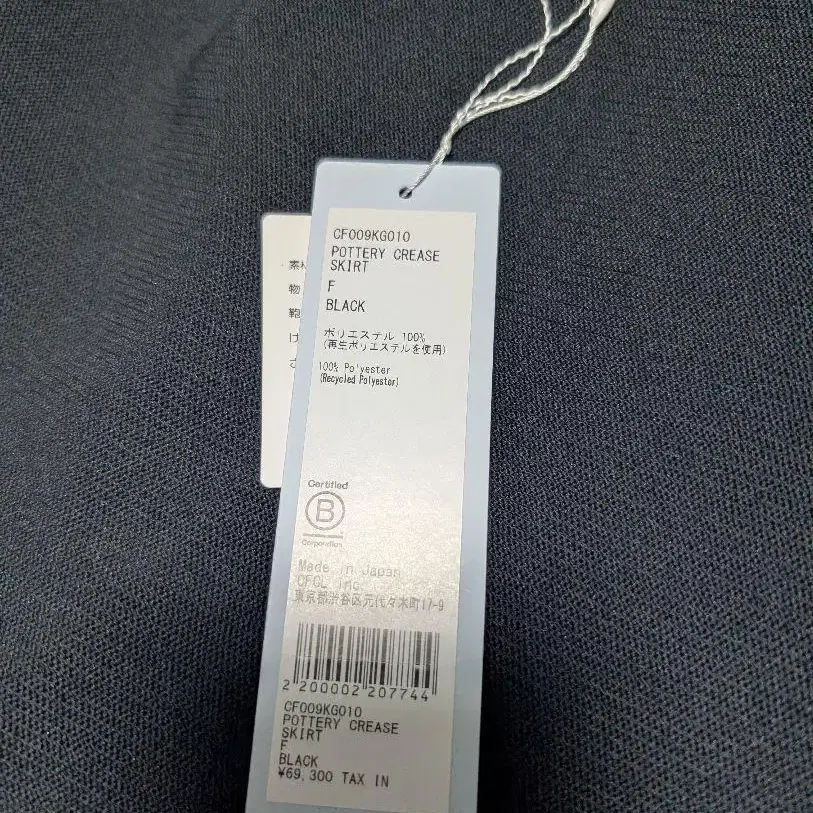 CF009KG010
POTTERY CREASE
SKIRT
F
BLACK
ポリエステル 100%
(再生ポリエステルを使用)
100% Polyester
(Recycled Polyester)
Certified
B
Corporation
Made in Japan
CFCL Inc.
東京都渋谷区元代々木町17-9
2 200002 207744
CF009KG010
POTTERY CREASE
SKIRT
F
BLACK
¥69,300 TAX IN
素
物
鞄
け
さ